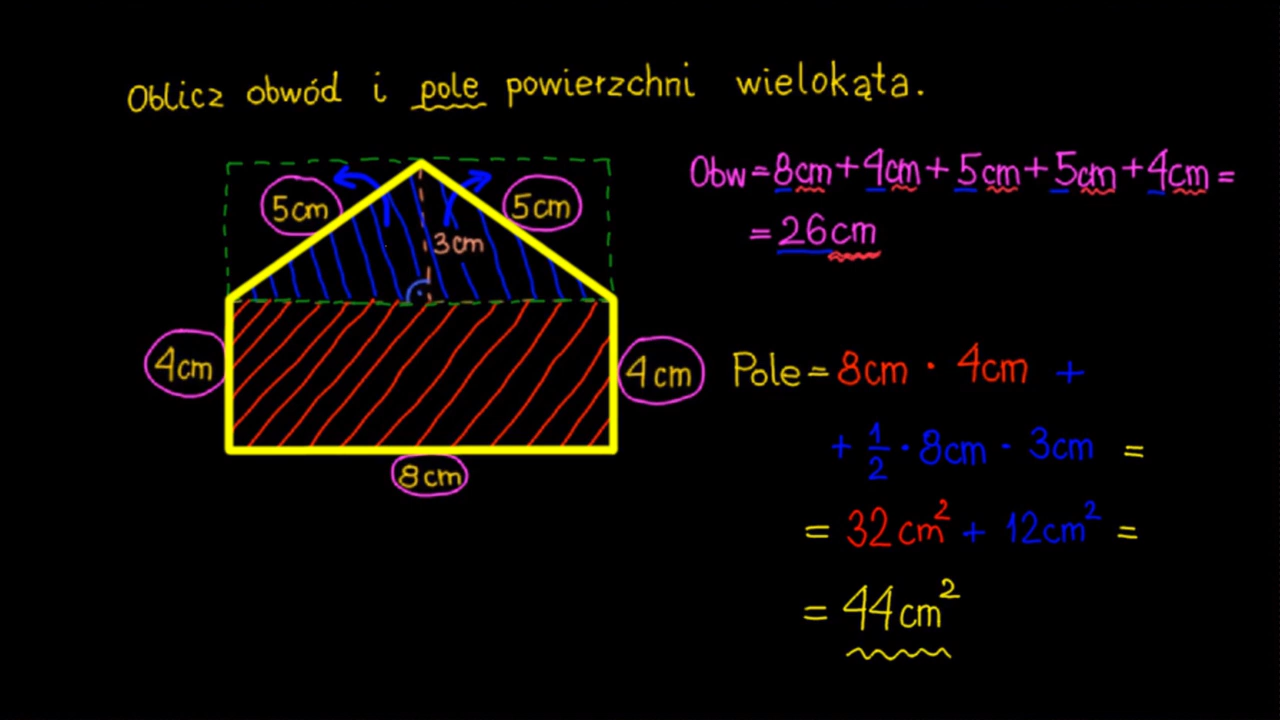 Oblicz obwód i pole powierzchni wielokąta.
5cm
5cm
3cm
4cm
4cm
8cm
Obw = 8cm + 4cm + 5cm + 5cm + 4cm =
= 26cm
Pole = 8cm · 4cm +
+ 1/2 · 8cm · 3cm =
= 32cm² + 12cm² =
= 44cm²